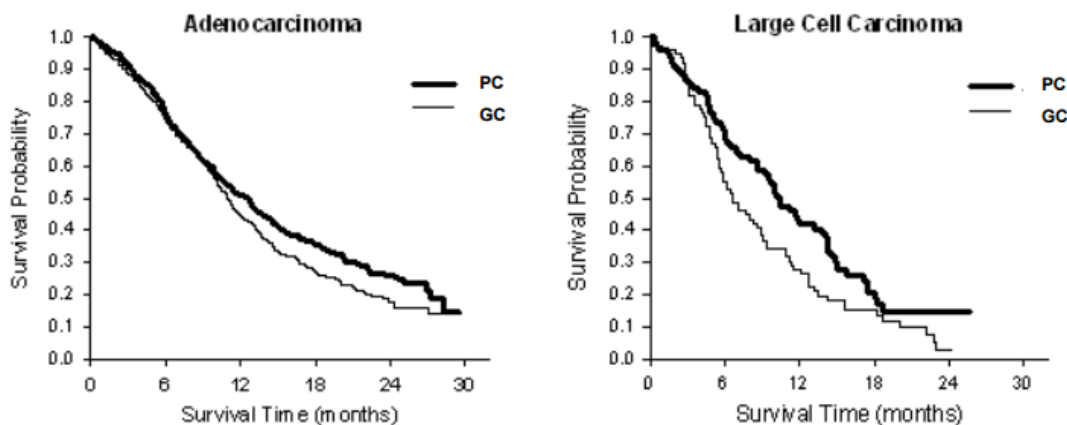 Adenocarcinoma
Survival Probability
1.0
0.9
0.8
0.7
0.6
0.5
0.4
0.3
0.2
0.1
0.0
PC
GC
0 6 12 18 24 30
Survival Time (months)
Large Cell Carcinoma
Survival Probability
1.0
0.9
0.8
0.7
0.6
0.5
0.4
0.3
0.2
0.1
0.0
PC
GC
0 6 12 18 24 30
Survival Time (months)